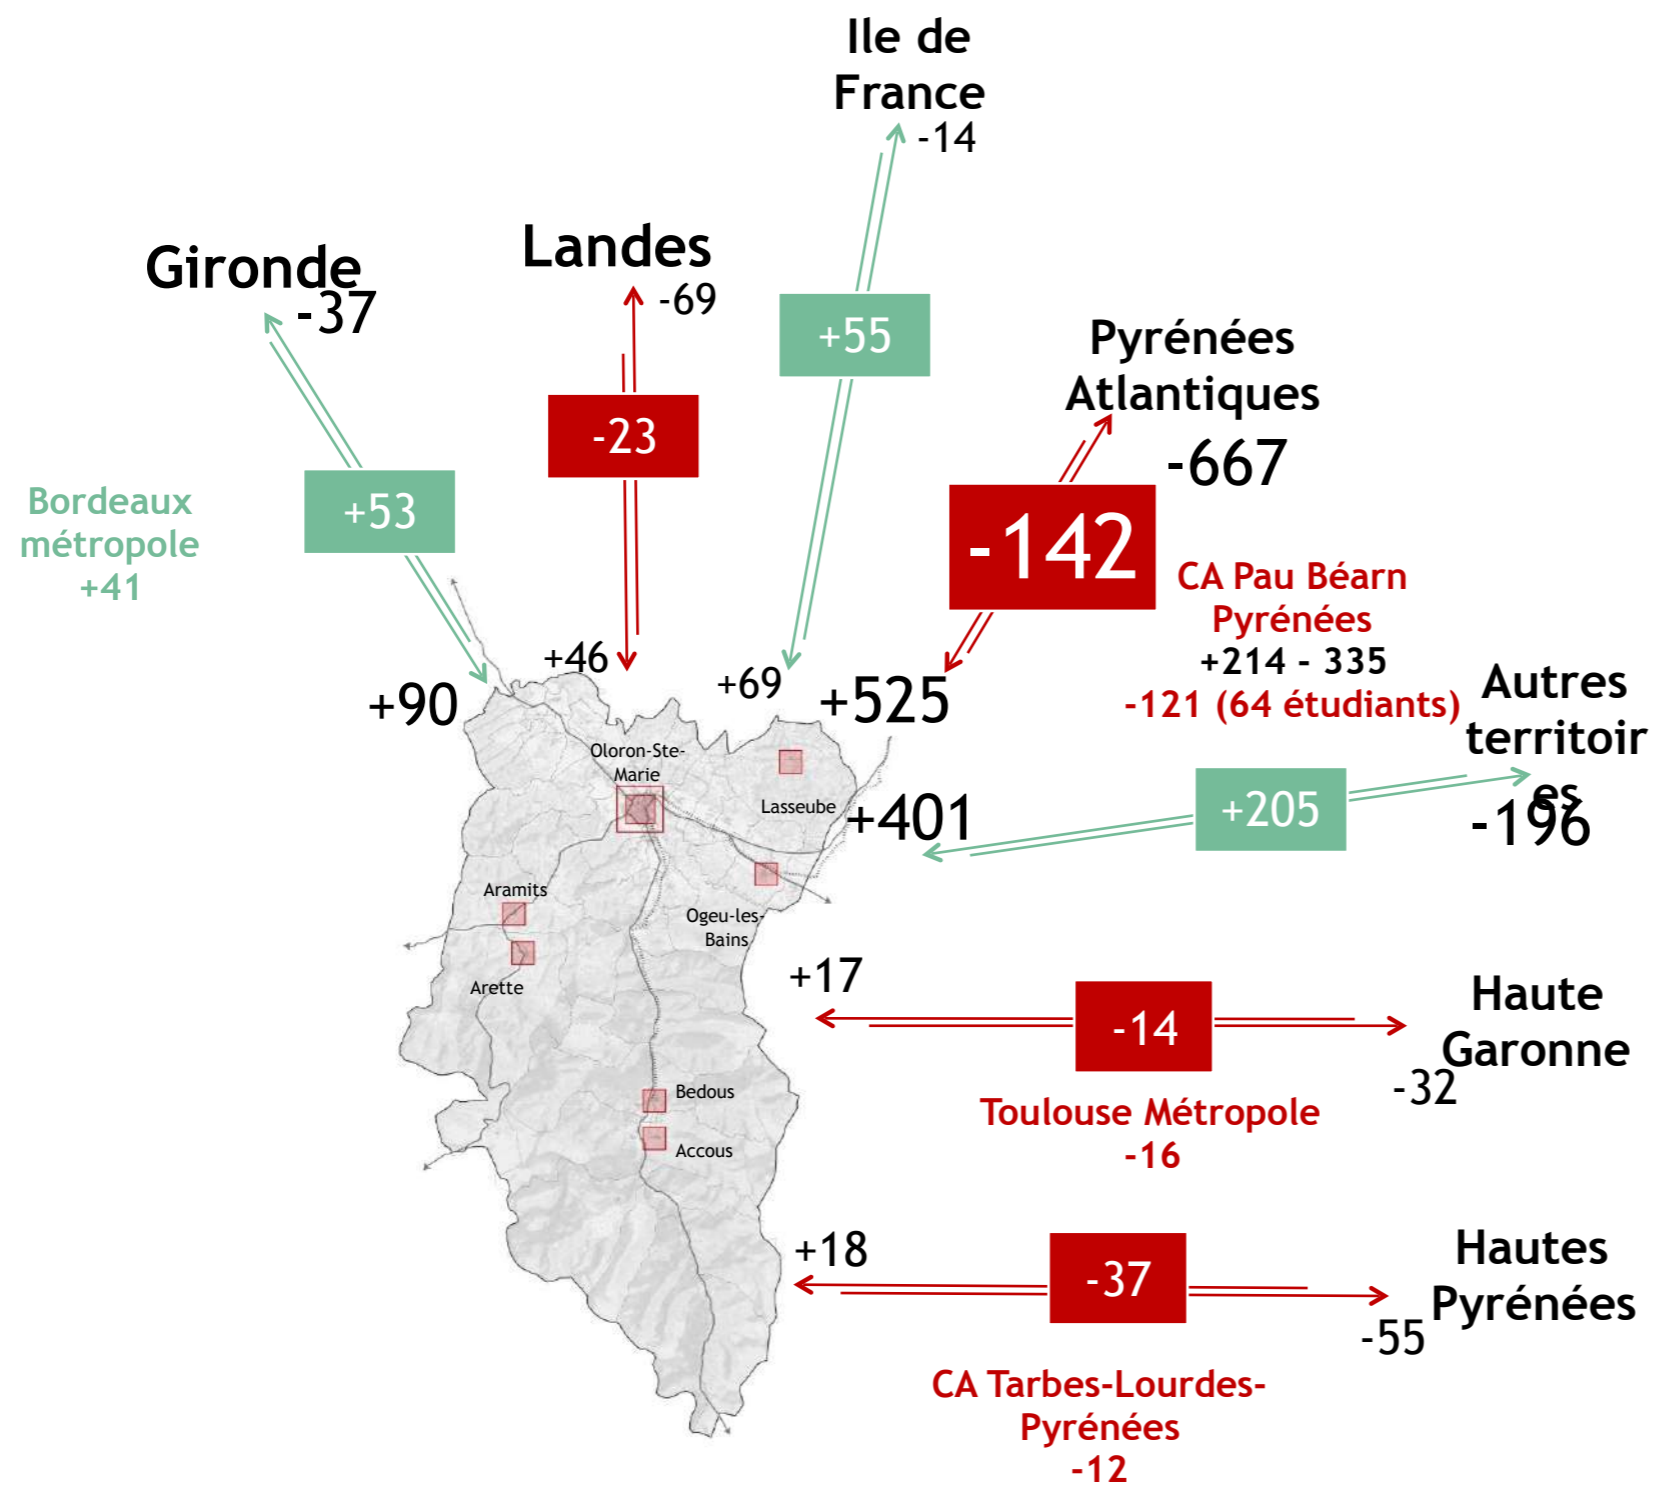 Ile de
France
-14
Gironde
-37
Landes
-69
+55
Pyrénées
Atlantiques
-667
-23
+53
Bordeaux
métropole
+41
-142
CA Pau Béarn
Pyrénées
+214 - 335
-121 (64 étudiants)
+46
+69
+90
+525
Autres
territoir
es
-196
+205
+401
Oloron-Ste-
Marie
Lasseube
Aramits
Ogeu-les-
Bains
Arette
+17
-14
Haute
Garonne
-32
Toulouse Métropole
-16
Bedous
Accous
+18
-37
Hautes
Pyrénées
-55
CA Tarbes-Lourdes-
Pyrénées
-12